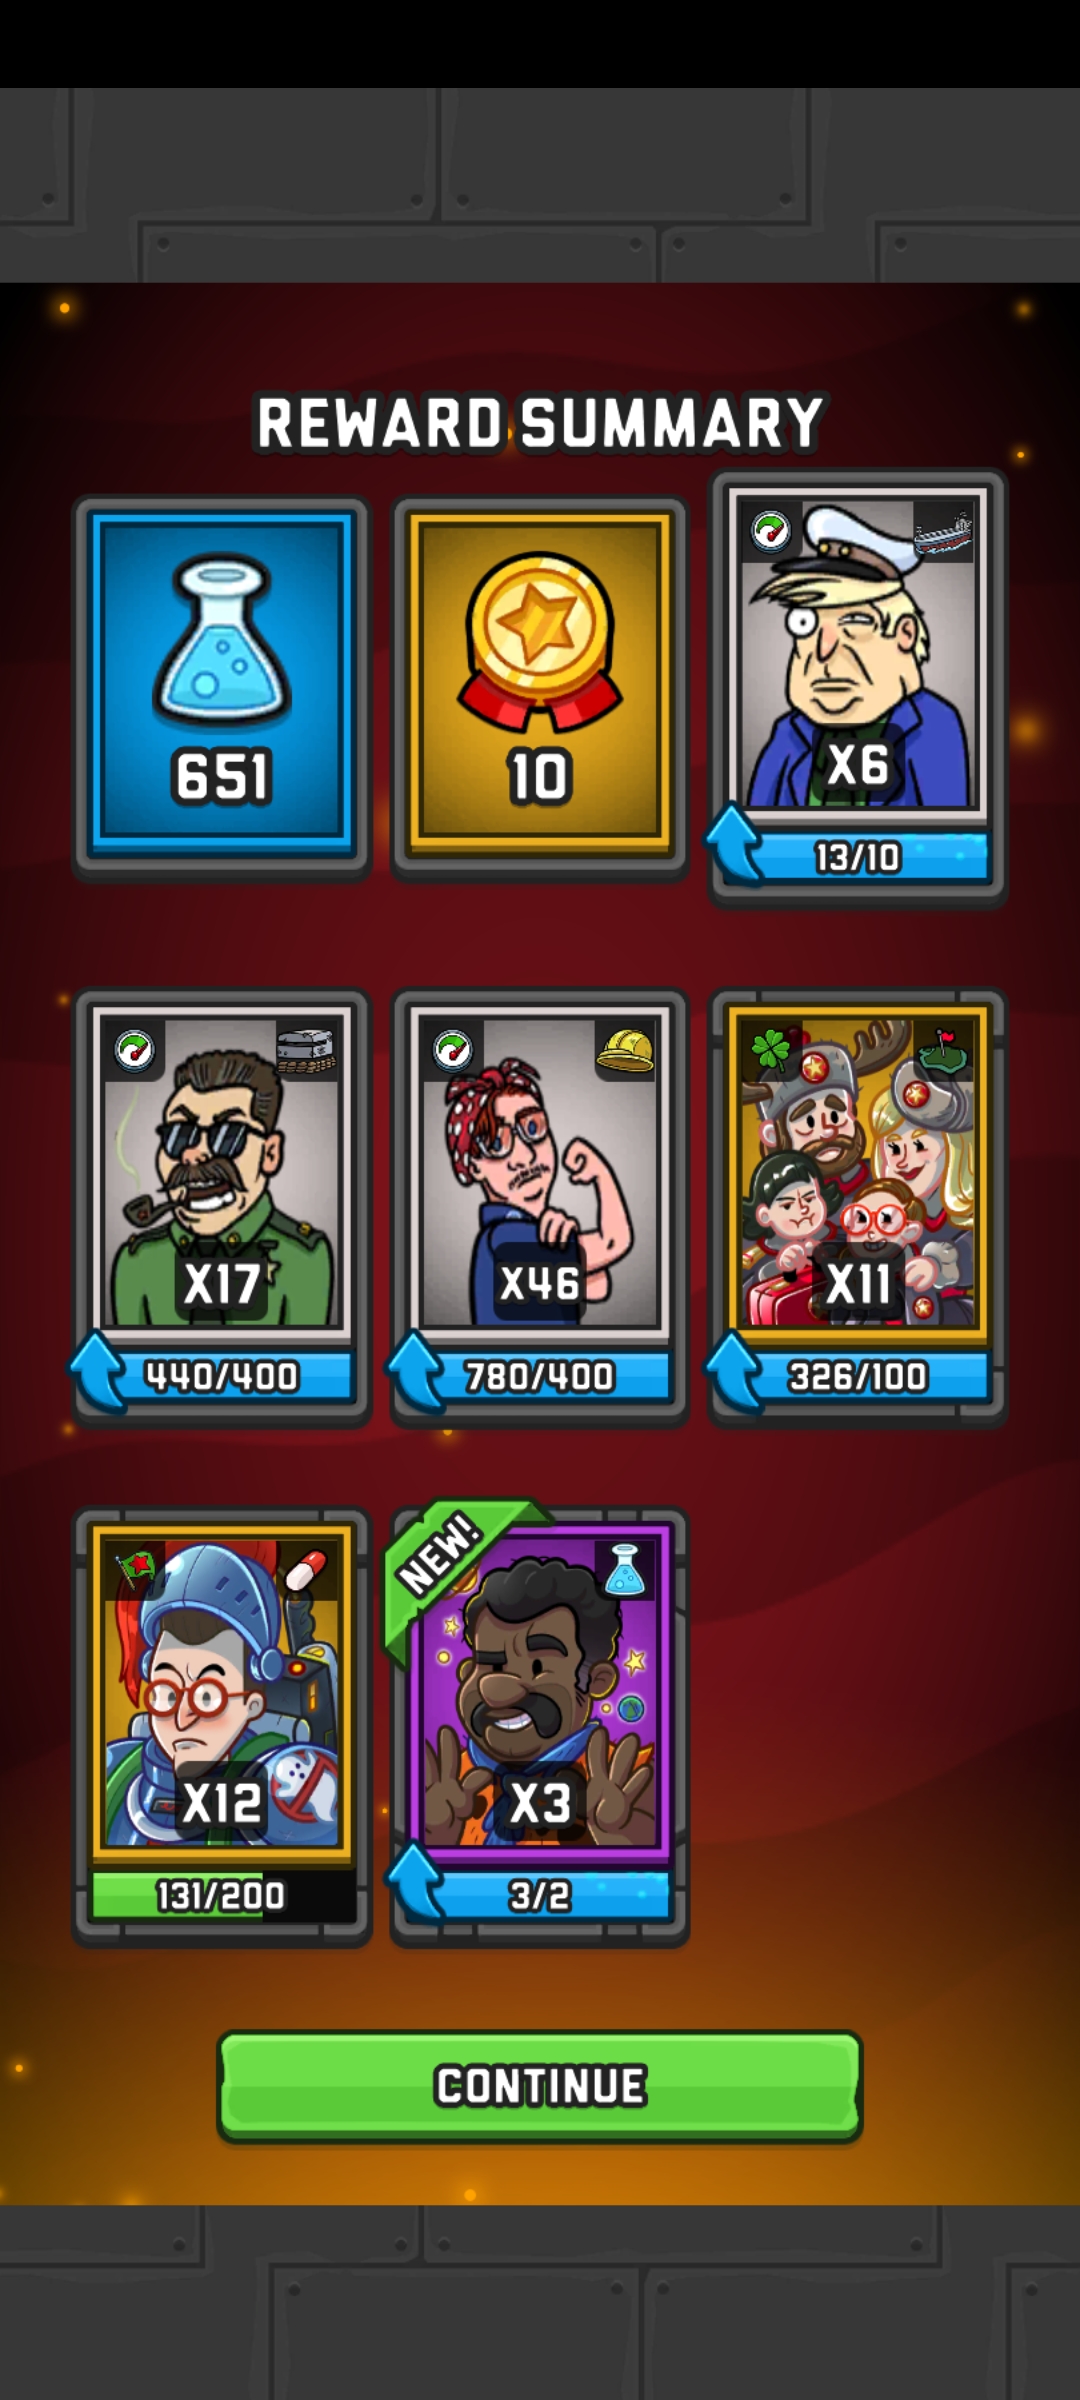 REWARD SUMMARY
651
10
X6
13/10
X17
X46
X11
440/400
780/400
326/100
NEW!
X12
X3
131/200
3/2
CONTINUE